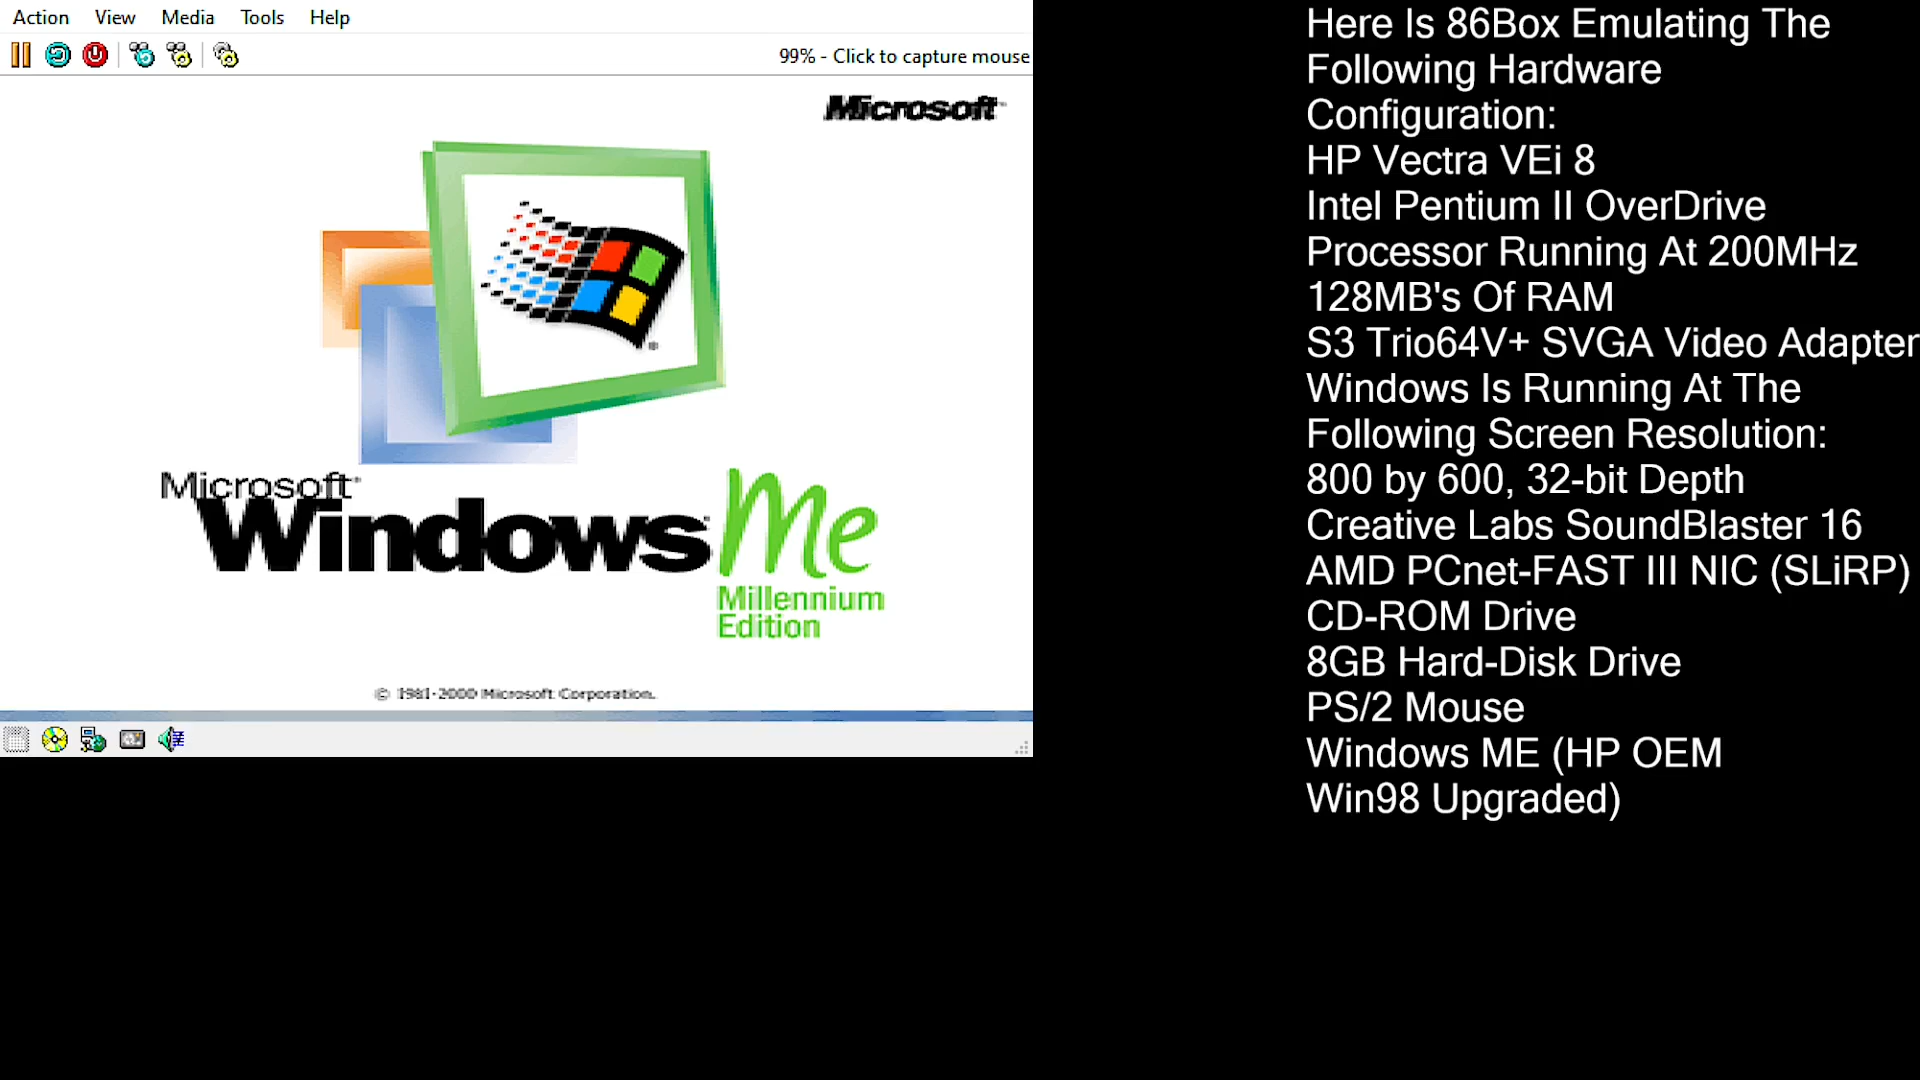 Action View Media Tools Help
99% - Click to capture mouse
Microsoft
Microsoft
Windows Me
Millennium
Edition
© 1981-2000 Microsoft Corporation.
Here Is 86Box Emulating The
Following Hardware
Configuration:
HP Vectra VEi 8
Intel Pentium II OverDrive
Processor Running At 200MHz
128MB's Of RAM
S3 Trio64V+ SVGA Video Adapter
Windows Is Running At The
Following Screen Resolution:
800 by 600, 32-bit Depth
Creative Labs SoundBlaster 16
AMD PCnet-FAST III NIC (SLiRP)
CD-ROM Drive
8GB Hard-Disk Drive
PS/2 Mouse
Windows ME (HP OEM
Win98 Upgraded)